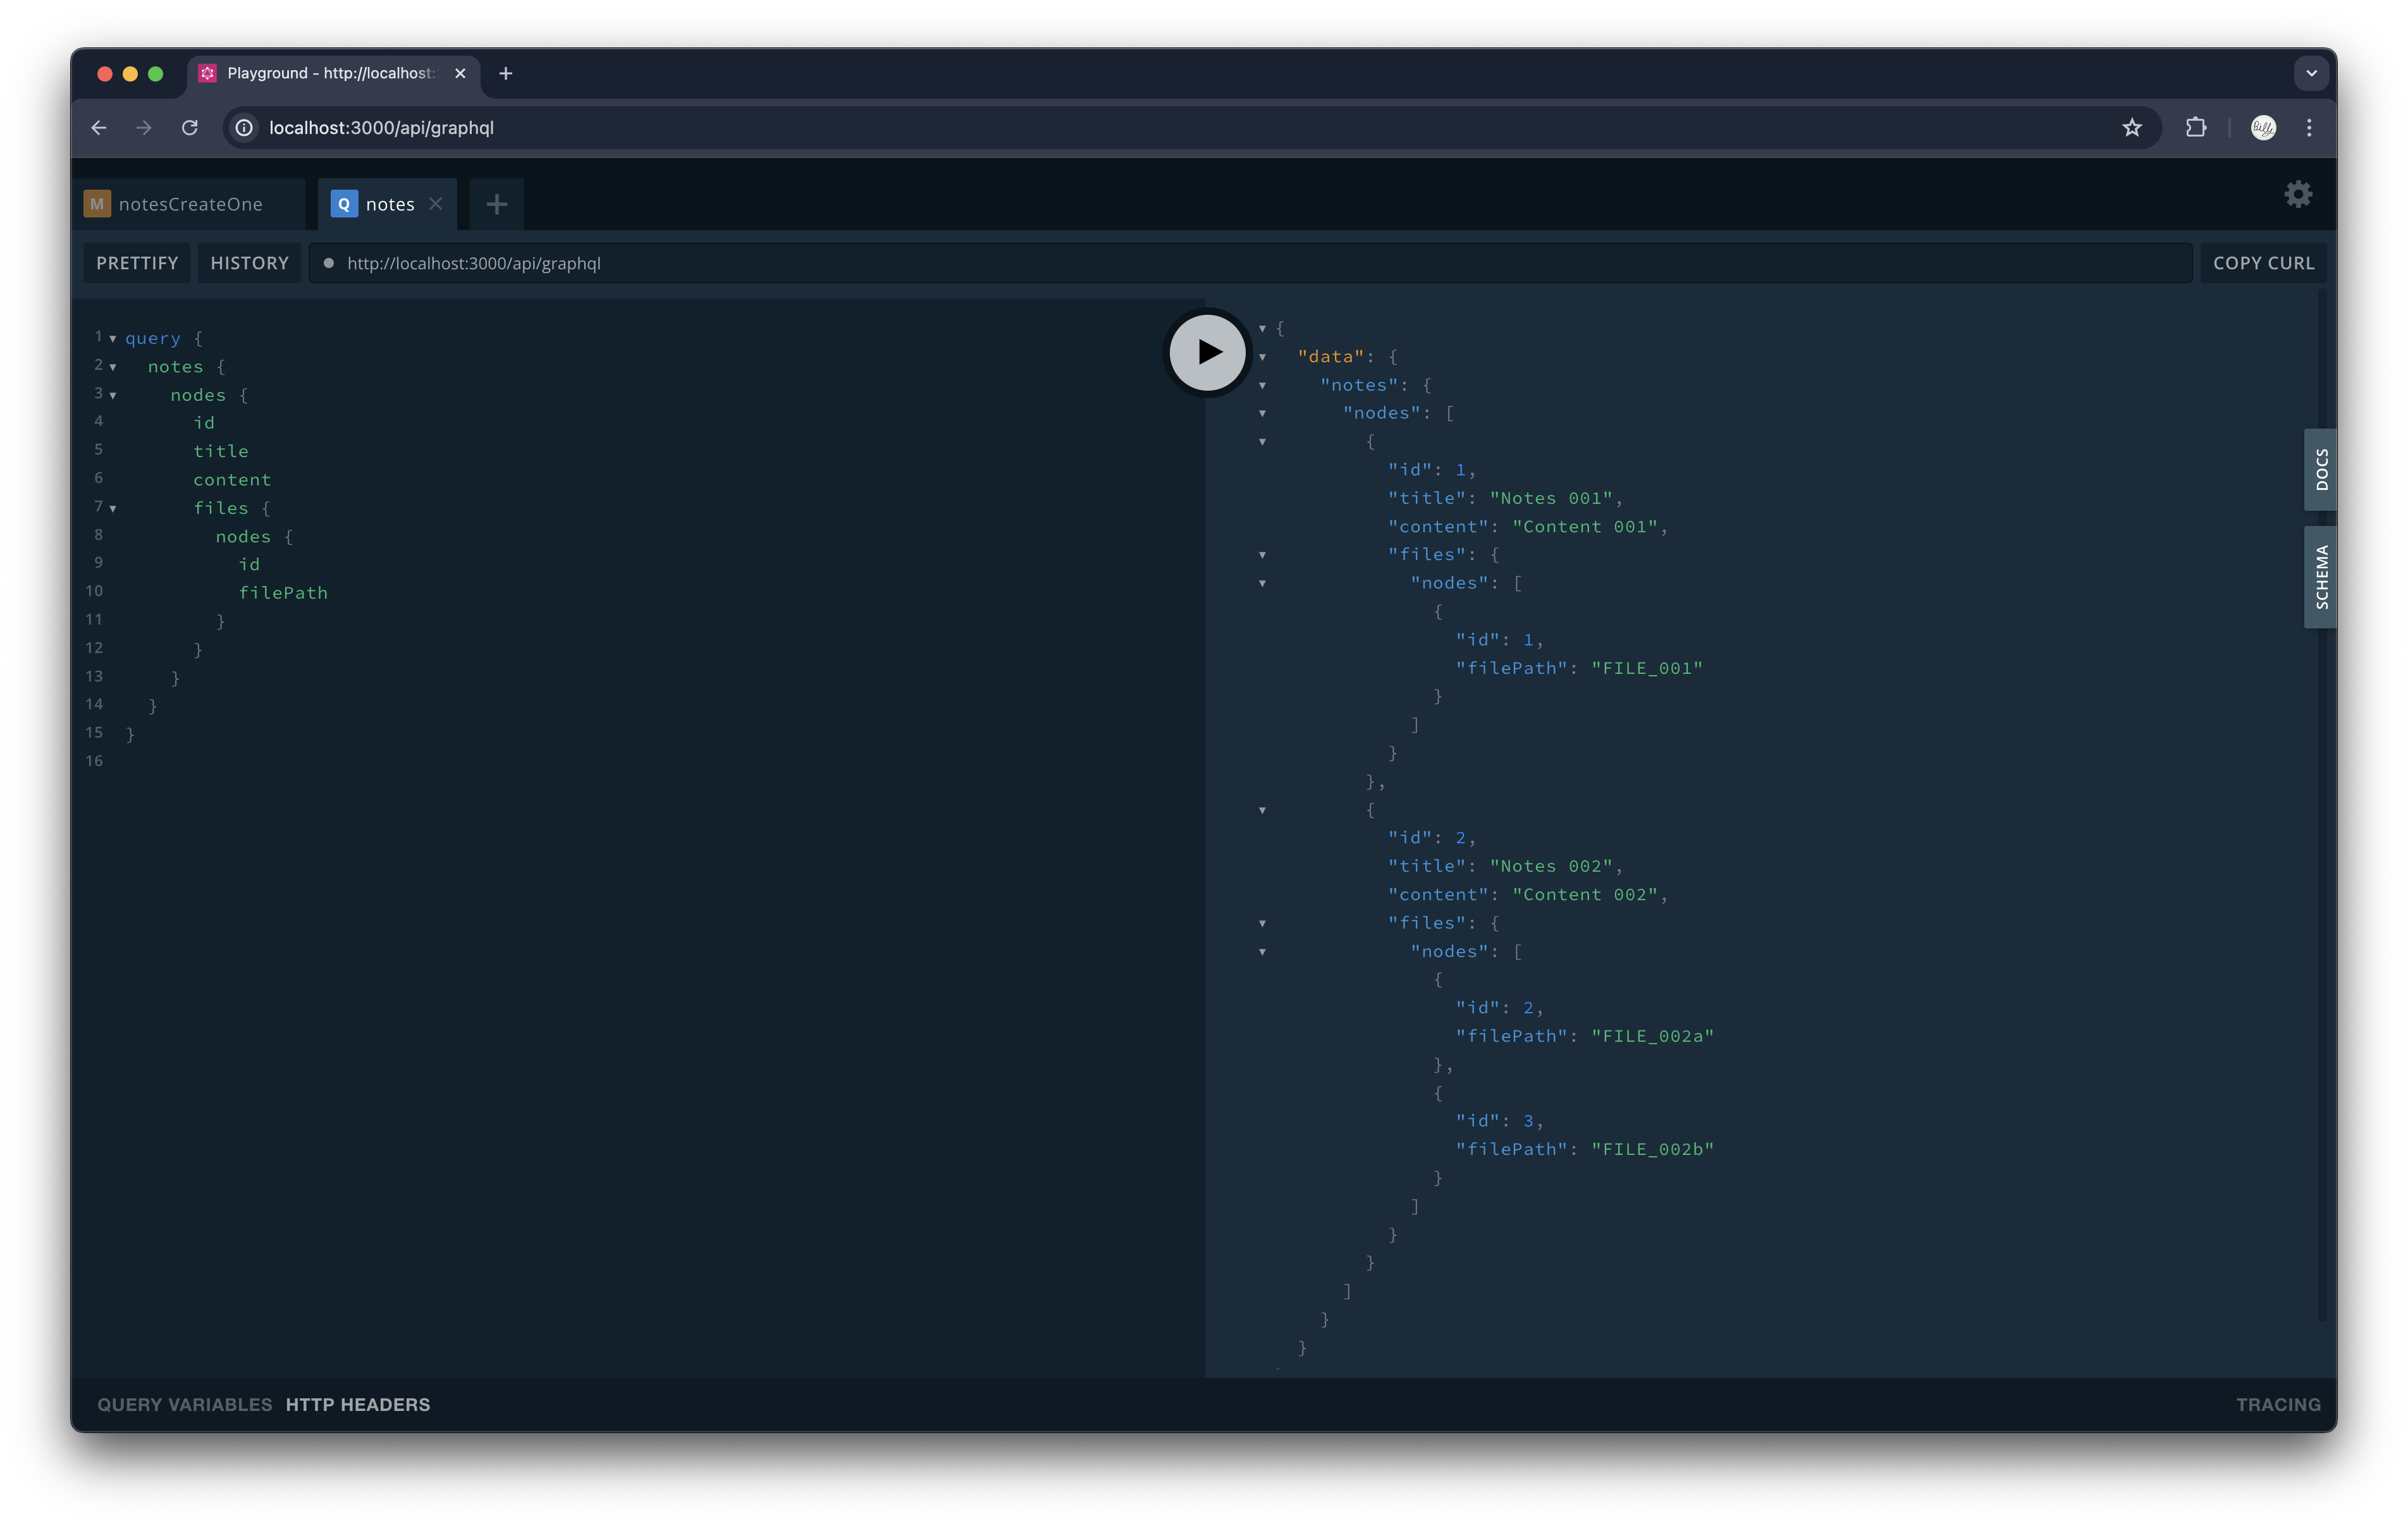 Playground - http://localhost:
localhost:3000/api/graphql
Billy
M notesCreateOne
Q notes
PRETTIFY
HISTORY
http://localhost:3000/api/graphql
COPY CURL
1 query {
2 notes {
3 nodes {
4 id
5 title
6 content
7 files {
8 nodes {
9 id
10 filePath
11 }
12 }
13 }
14 }
15 }
16
{
"data": {
"notes": {
"nodes": [
{
"id": 1,
"title": "Notes 001",
"content": "Content 001",
"files": {
"nodes": [
{
"id": 1,
"filePath": "FILE_001"
}
]
}
},
{
"id": 2,
"title": "Notes 002",
"content": "Content 002",
"files": {
"nodes": [
{
"id": 2,
"filePath": "FILE_002a"
},
{
"id": 3,
"filePath": "FILE_002b"
}
]
}
}
]
}
}
DOCS
SCHEMA
QUERY VARIABLES
HTTP HEADERS
TRACING